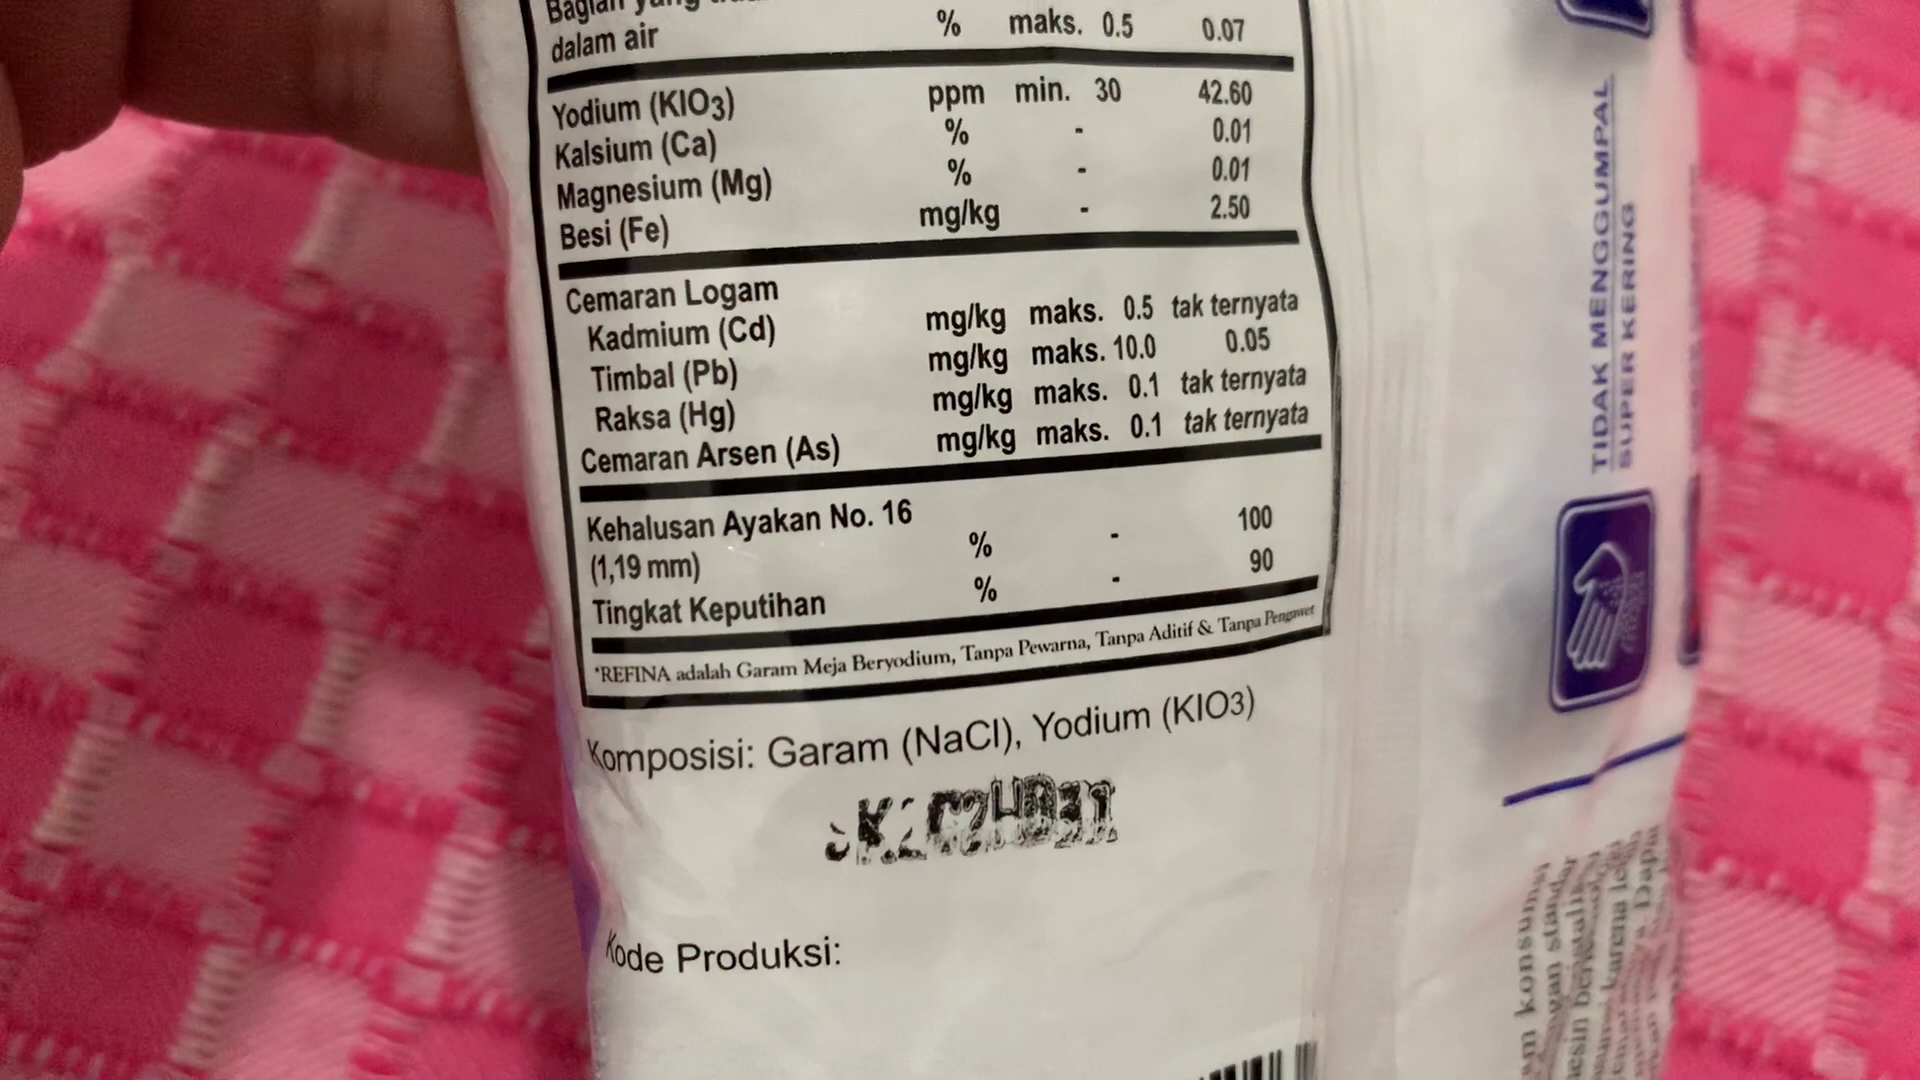 dalam air % maks. 0.5 0.07
Yodium (KIO3) ppm min. 30 42.60
Kalsium (Ca) % - 0.01
Magnesium (Mg) % - 0.01
Besi (Fe) mg/kg - 2.50
Cemaran Logam
Kadmium (Cd) mg/kg maks. 0.5 tak ternyata
Timbal (Pb) mg/kg maks. 10.0 0.05
Raksa (Hg) mg/kg maks. 0.1 tak ternyata
Cemaran Arsen (As) mg/kg maks. 0.1 tak ternyata
Kehalusan Ayakan No. 16
(1,19 mm) % - 100
Tingkat Keputihan % - 90
*REFINA adalah Garam Meja Beryodium, Tanpa Pewarna, Tanpa Aditif & Tanpa Pengawet
Komposisi: Garam (NaCl), Yodium (KIO3)
Kode Produksi:
TIDAK MENGGUMPAL
SUPER KERING
konsumsi
karena